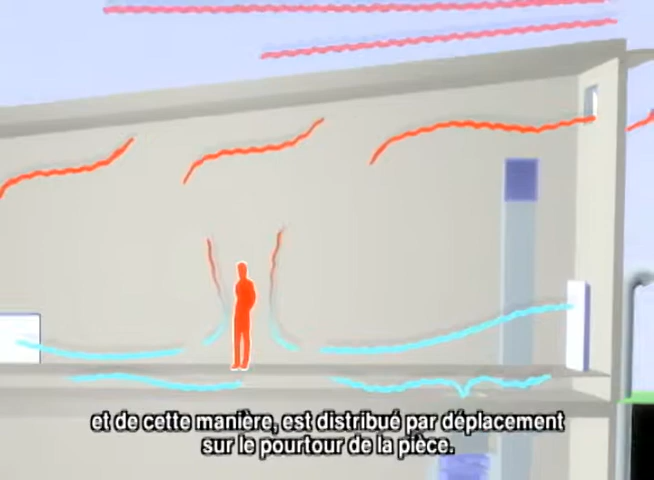 et de cette manière, est distribué par déplacement
sur le pourtour de la pièce.